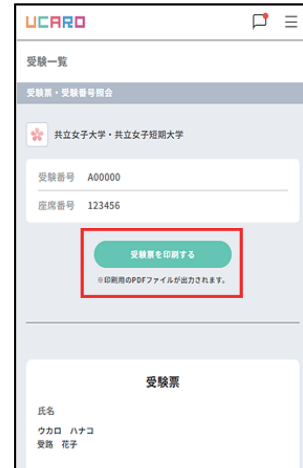 UCARO
受験一覧
受験票・受験番号照会
共立女子大学・共立女子短期大学
受験番号 A00000
座席番号 123456
受験票を印刷する
※印刷用のPDFファイルが出力されます。
受験票
氏名
ウカロ ハナコ
受路 花子